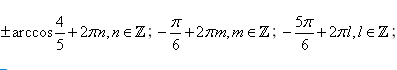 ±arccos 4/5 + 2πn, n ∈ ℤ; −π/6 + 2πm, m ∈ ℤ; −5π/6 + 2πl, l ∈ ℤ;